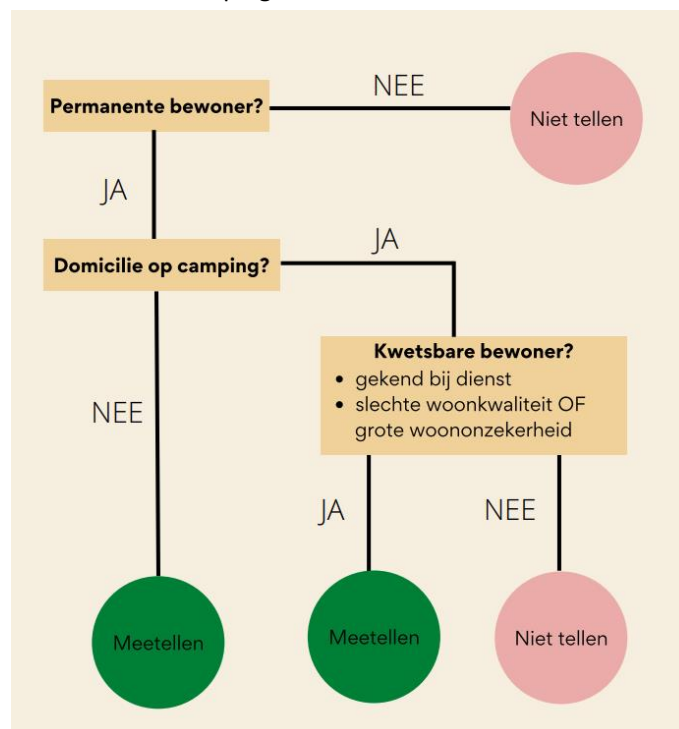 Permanente bewoner?
NEE
Niet tellen
JA
Domicilie op camping?
JA
Kwetsbare bewoner?
• gekend bij dienst
• slechte woonkwaliteit OF
grote woononzekerheid
NEE
JA
NEE
Meetellen
Meetellen
Niet tellen